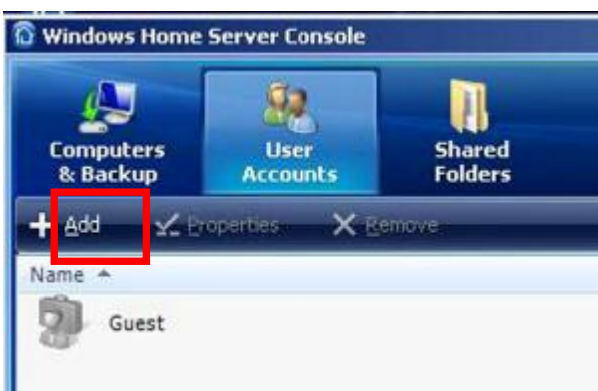 Windows Home Server Console
Computers & Backup
User Accounts
Shared Folders
Add Properties Remove
Name
Guest